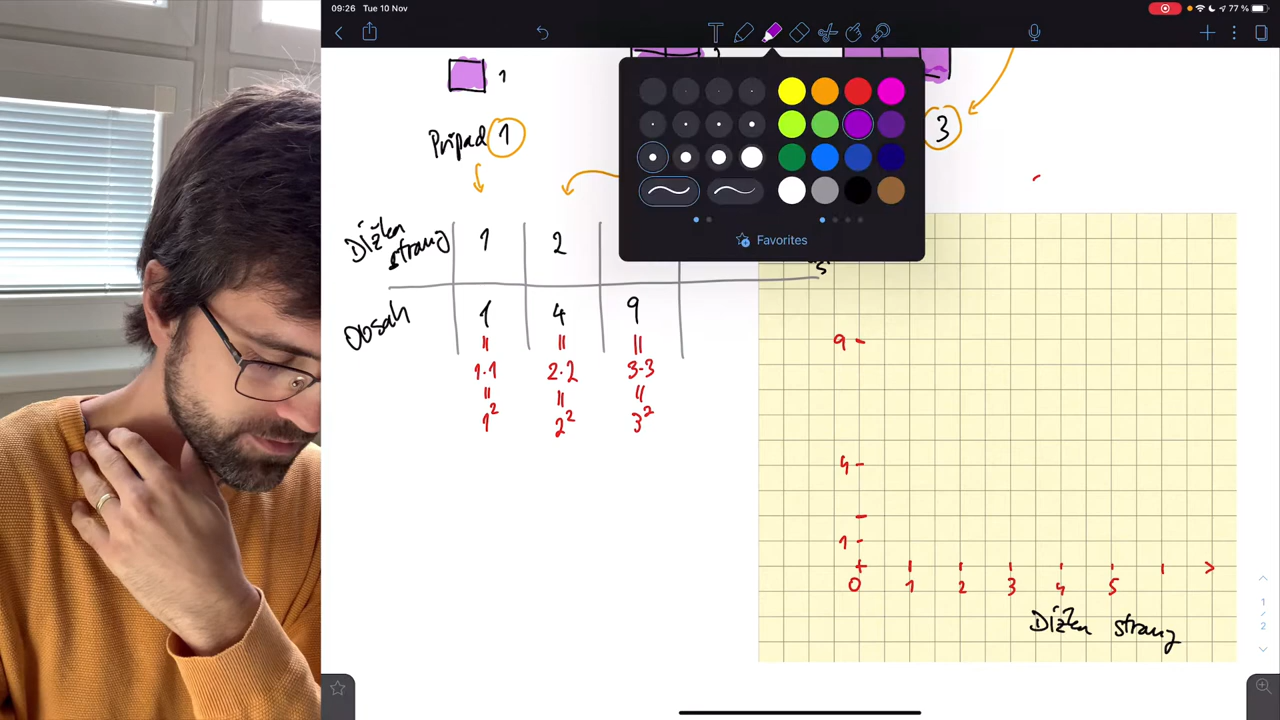 09:26 Tue 10 Nov 77 %
T
1
Prípad 1
3
Favorites
Dĺžka strany 1 2
Obsah 1 4 9
= = =
1·1 2·2 3·3
= = =
1² 2² 3²
9
4
1
0 1 2 3 4 5
Dĺžka strany
1
/
2